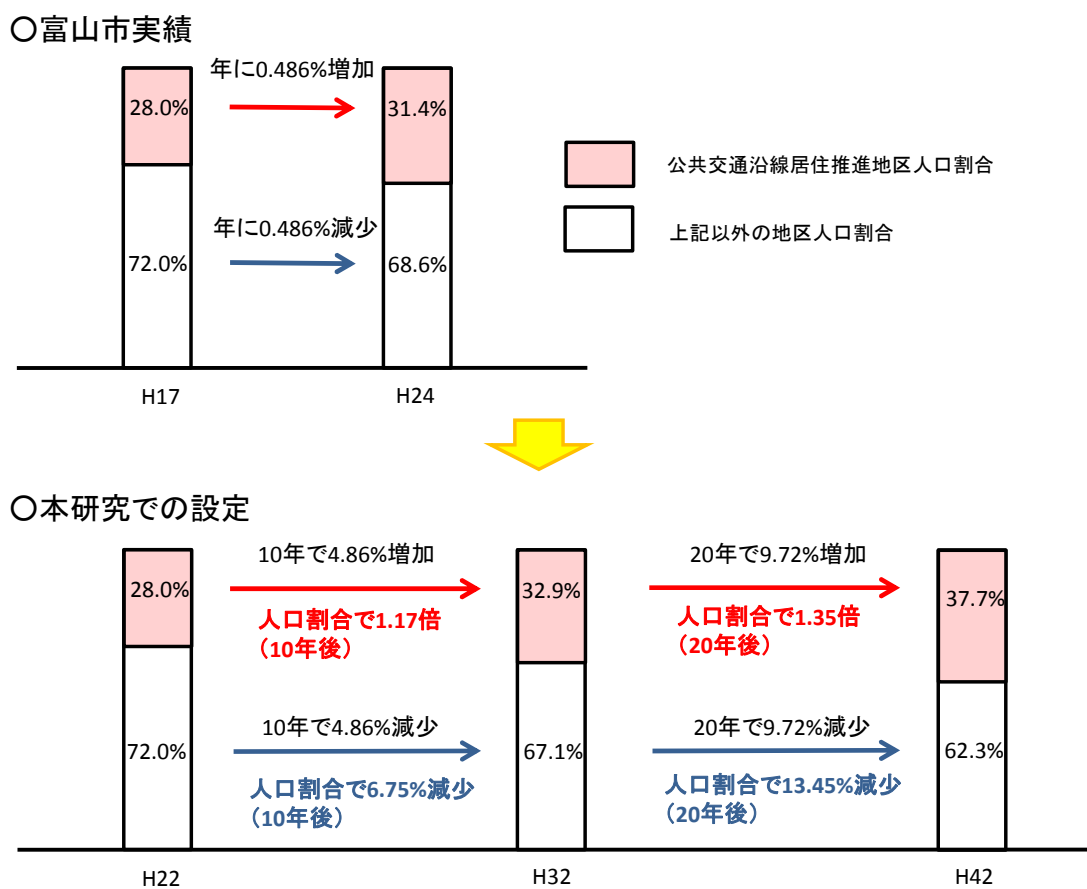 〇富山市実績
年に0.486%増加
28.0%
31.4%
年に0.486%減少
72.0%
68.6%
H17
H24
公共交通沿線居住推進地区人口割合
上記以外の地区人口割合
〇本研究での設定
10年で4.86%増加
20年で9.72%増加
28.0%
32.9%
37.7%
人口割合で1.17倍
（10年後）
人口割合で1.35倍
（20年後）
10年で4.86%減少
20年で9.72%減少
72.0%
67.1%
62.3%
人口割合で6.75%減少
（10年後）
人口割合で13.45%減少
（20年後）
H22
H32
H42